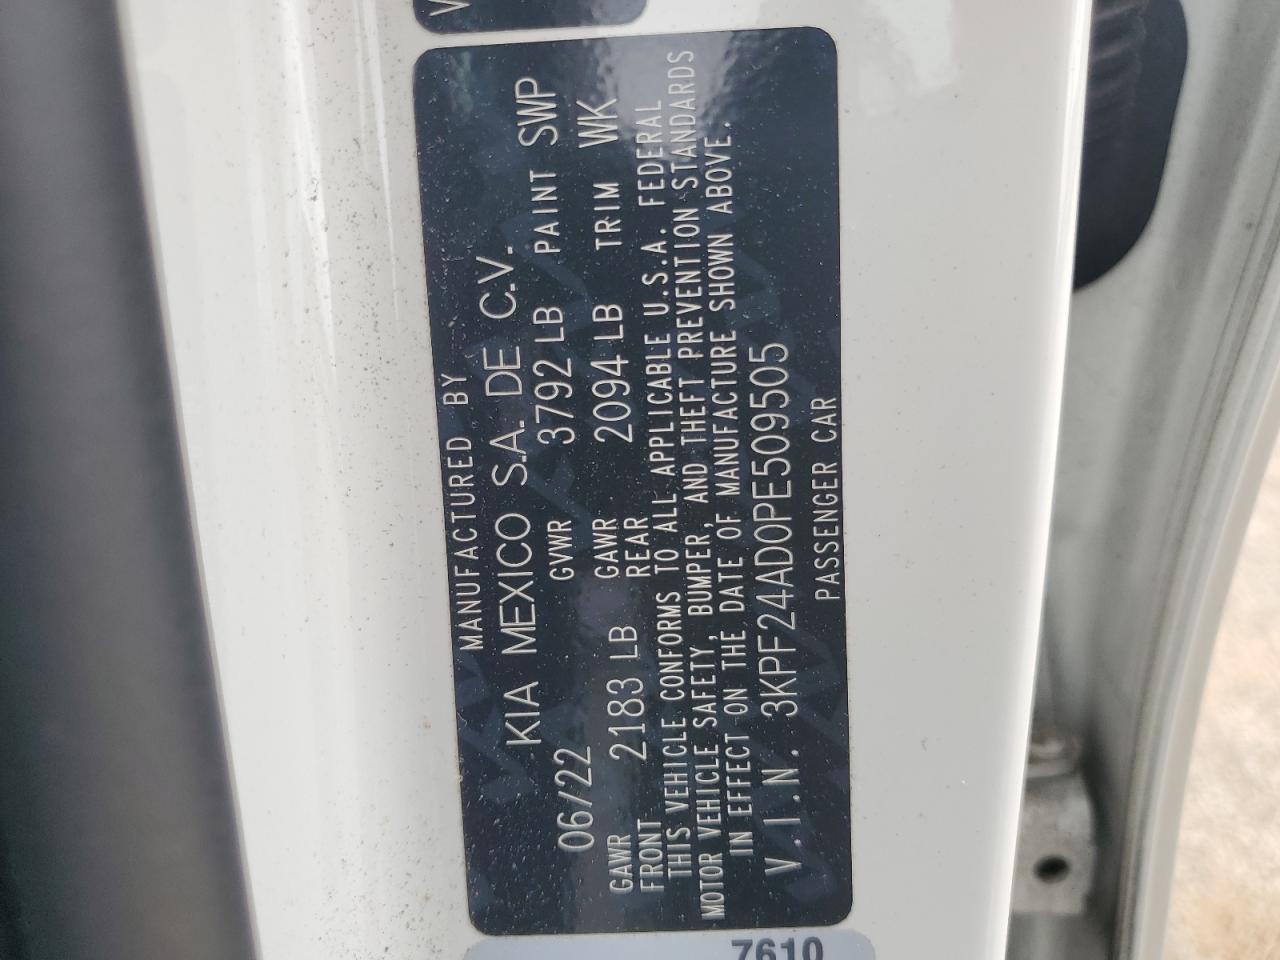 MANUFACTURED BY
KIA MEXICO S.A. DE C.V.
06/22 GVWR 3792 LB PAINT SWP
GAWR FRONT 2183 LB GAWR REAR 2094 LB TRIM WK
THIS VEHICLE CONFORMS TO ALL APPLICABLE U.S.A. FEDERAL
MOTOR VEHICLE SAFETY, BUMPER, AND THEFT PREVENTION STANDARDS
IN EFFECT ON THE DATE OF MANUFACTURE SHOWN ABOVE.
V.I.N. 3KPF24AD0PE509505
PASSENGER CAR
7610